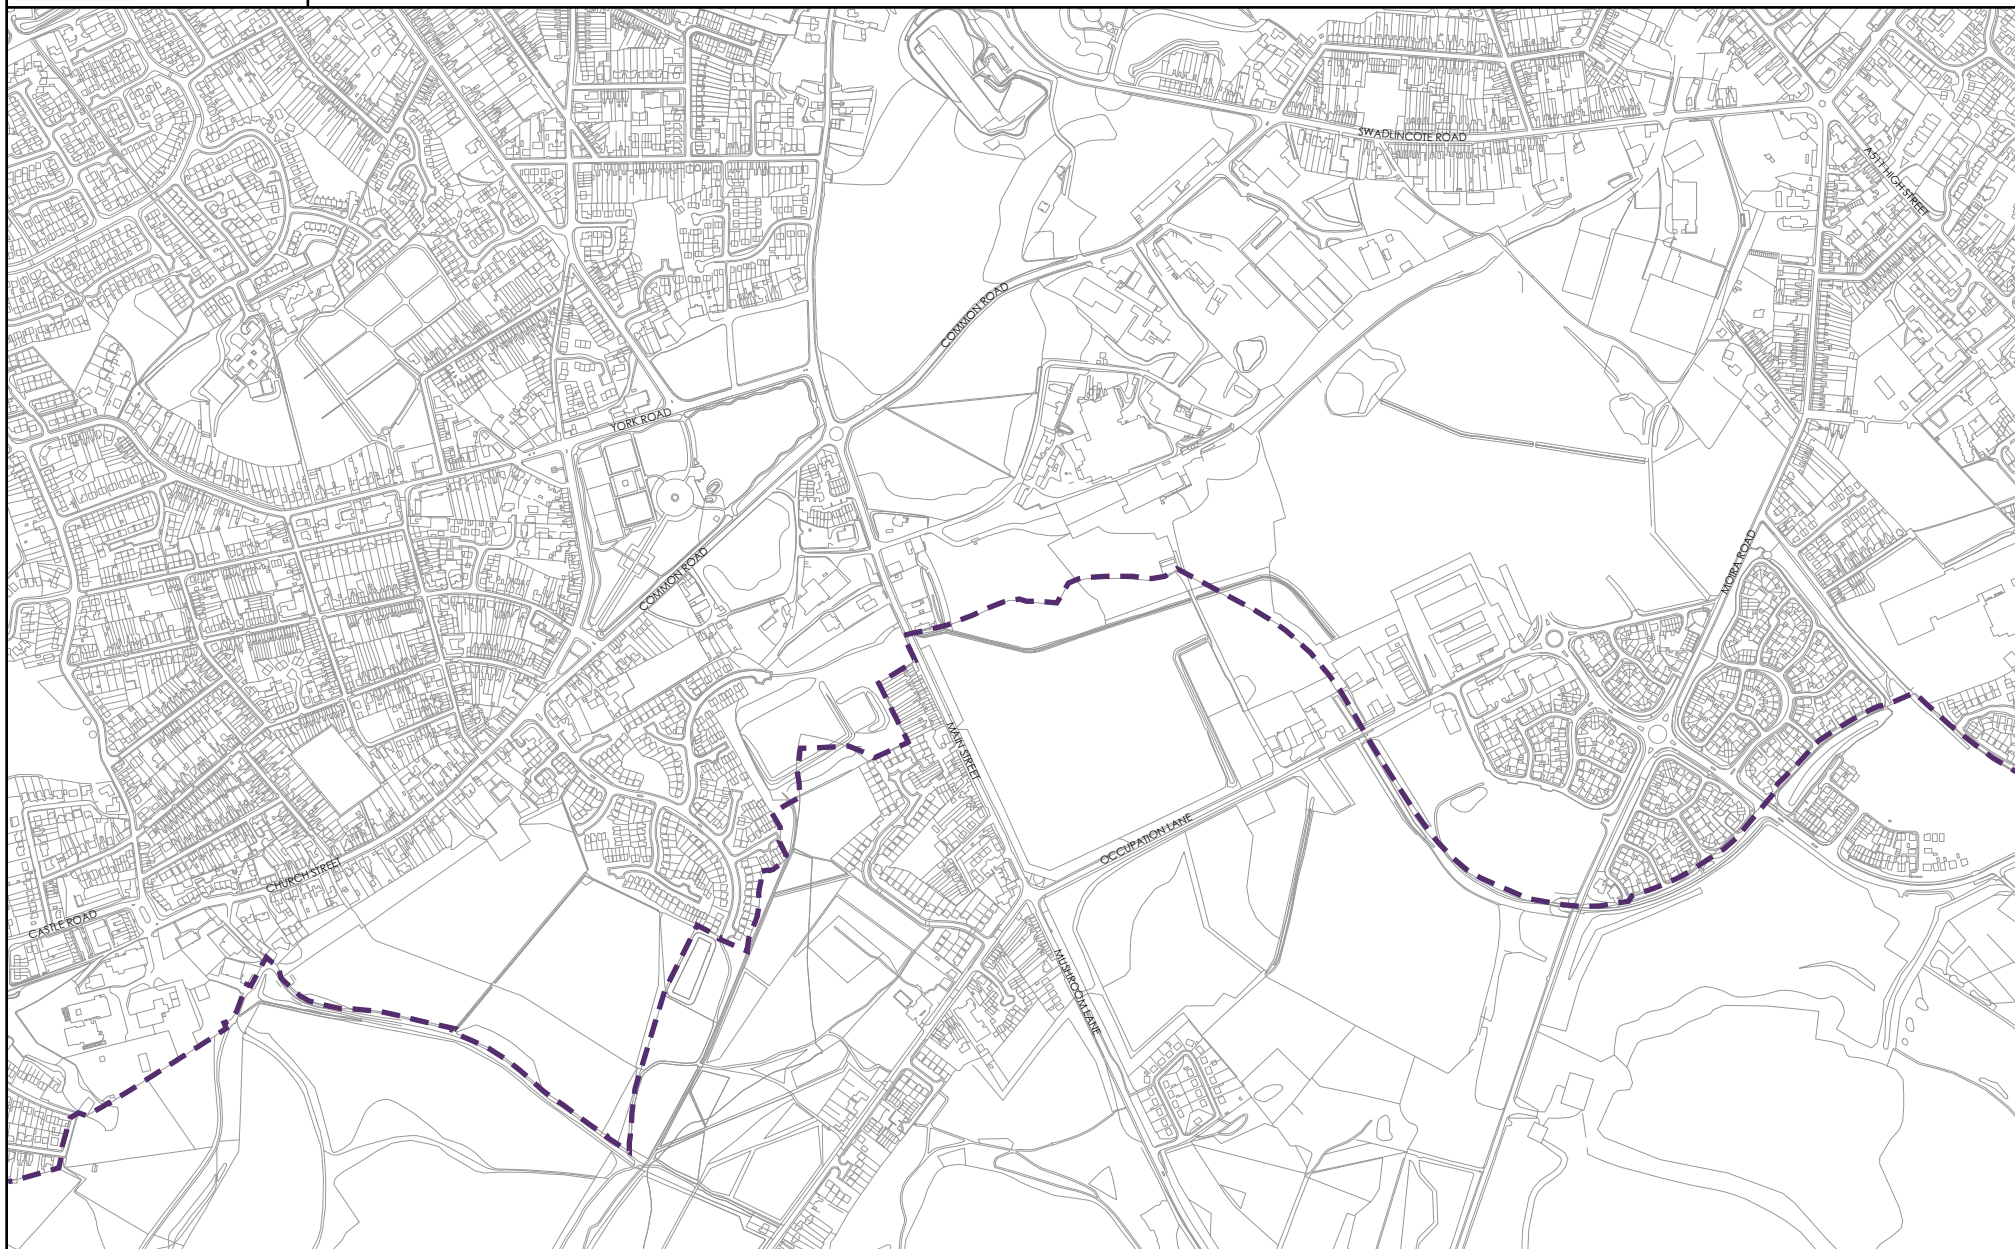 SWADLINCOTE ROAD
A511 HIGH STREET
COMMON ROAD
YORK ROAD
COMMON ROAD
MOIRA ROAD
MAIN STREET
OCCUPATION LANE
CHURCH STREET
CASTLE ROAD
MUSHROOM LANE